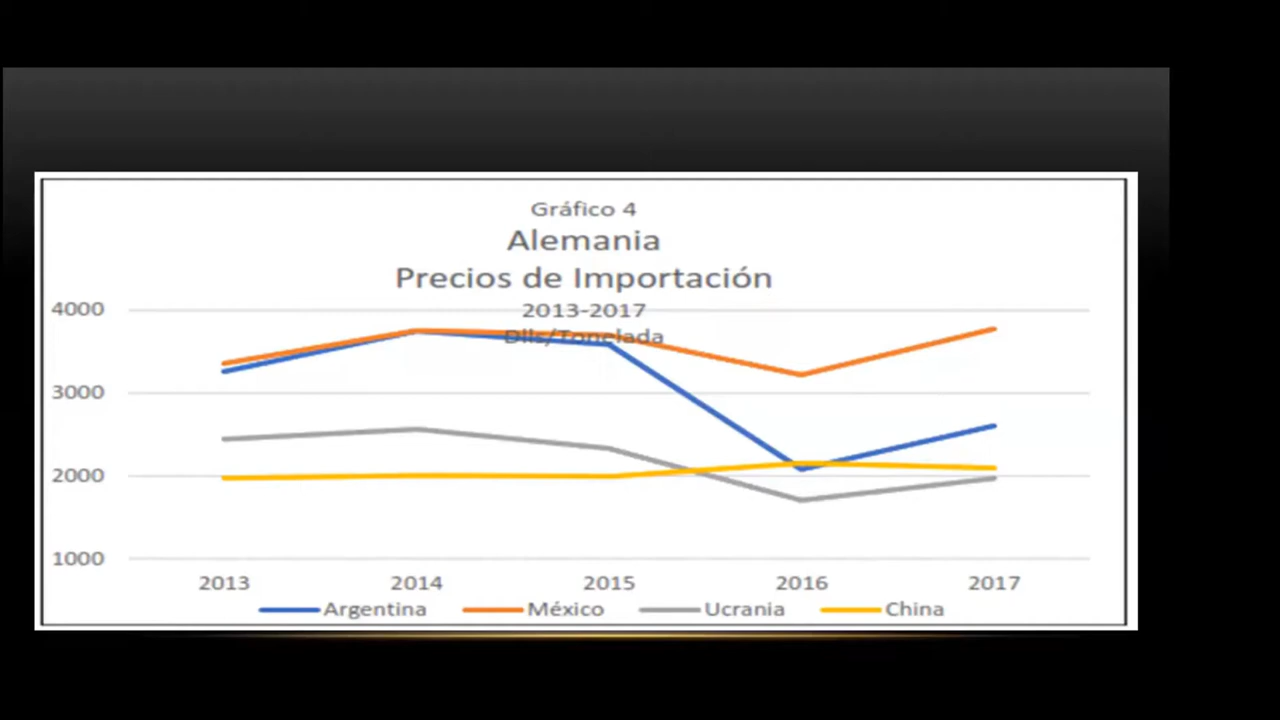 Gráfico 4
Alemania
Precios de Importación
2013-2017
Dlls/Tonelada
4000
3000
2000
1000
2013 2014 2015 2016 2017
Argentina México Ucrania China